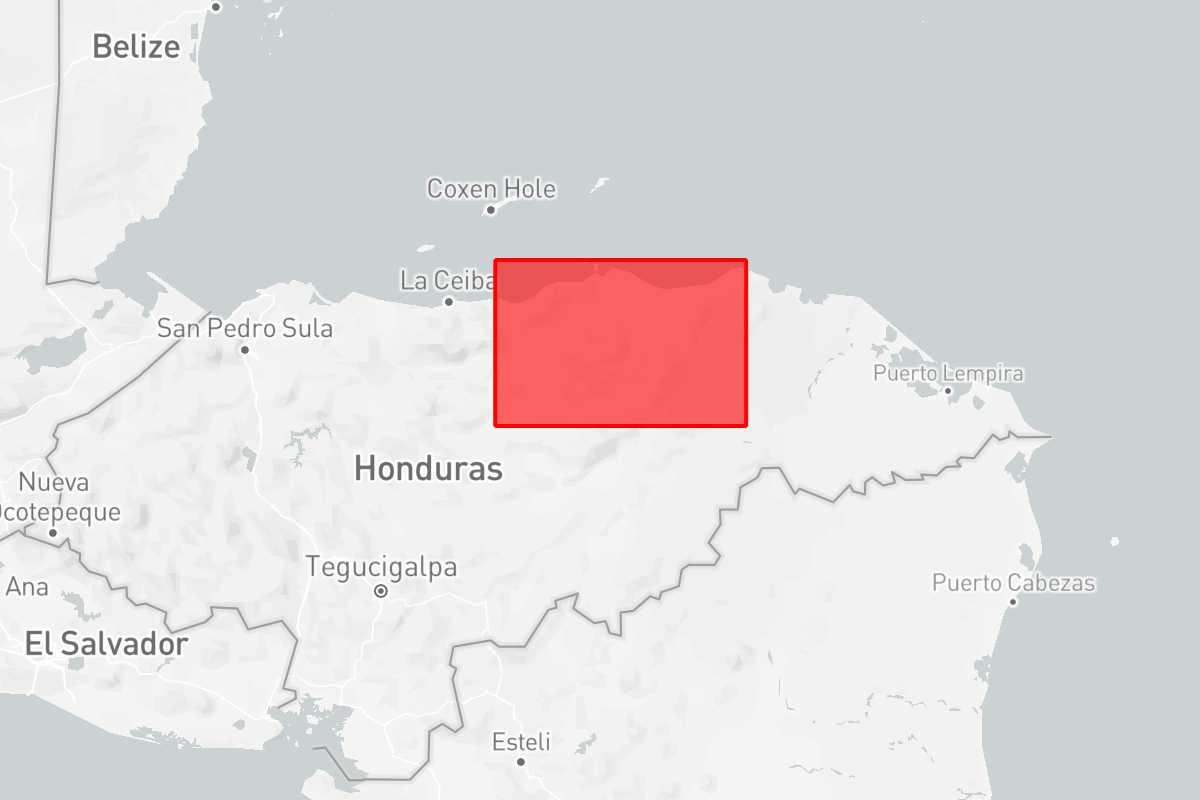 Belize
Coxen Hole
La Ceiba
San Pedro Sula
Puerto Lempira
Honduras
Nueva
Ocotepeque
Tegucigalpa
Ana
Puerto Cabezas
El Salvador
Esteli